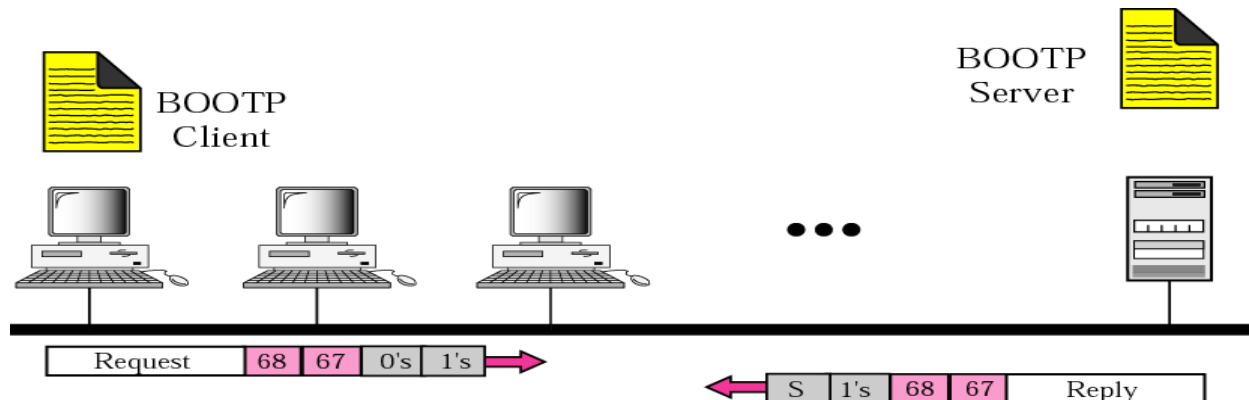 BOOTP
Client
BOOTP
Server
Request 68 67 0's 1's
S 1's 68 67 Reply